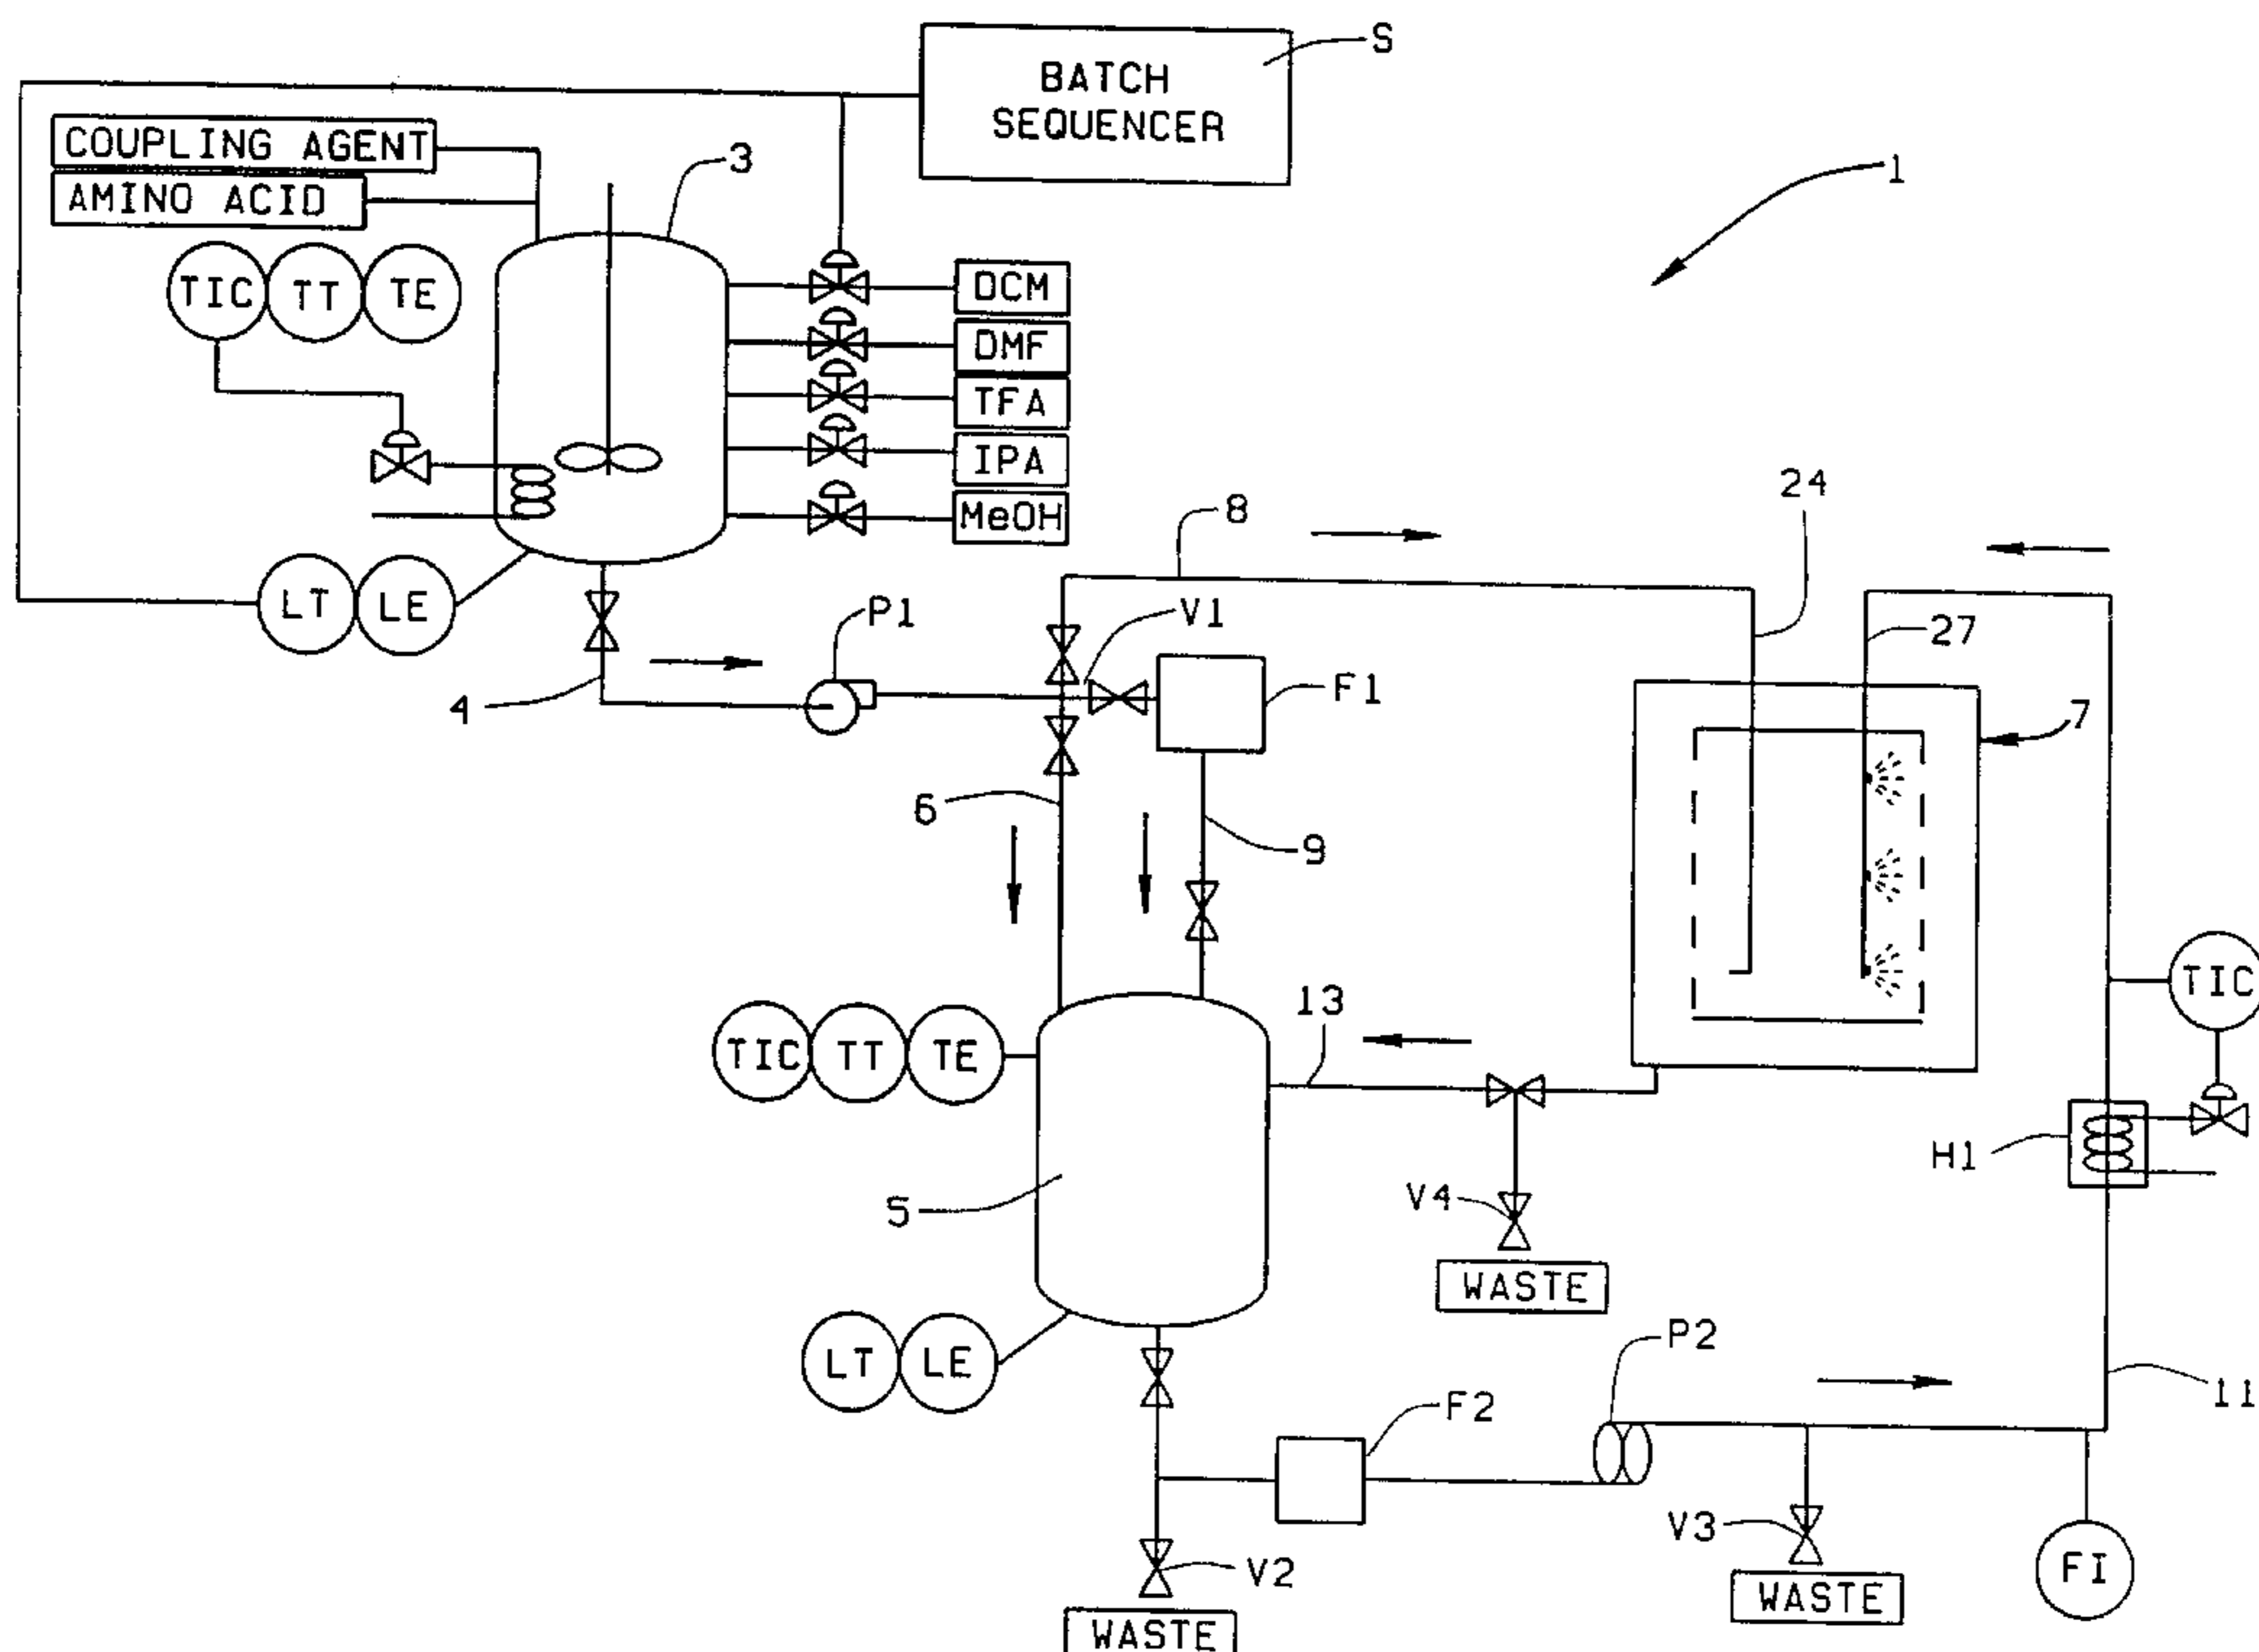 S
BATCH
SEQUENCER
COUPLING AGENT
AMINO ACID
3
1
TIC TT TE
DCM
DMF
TFA
IPA
MeOH
24
8
LT LE
P1
V1
27
4
F1
7
6
9
TIC
13
TIC TT TE
H1
5
V4
WASTE
P2
LT LE
11
F2
V3
V2
FI
WASTE
WASTE